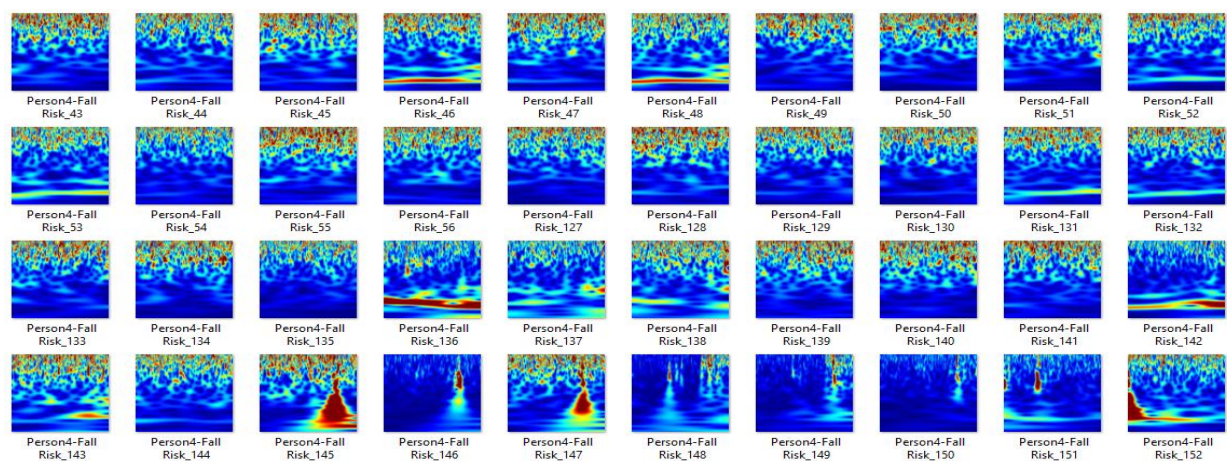 Person4-Fall Person4-Fall Person4-Fall Person4-Fall Person4-Fall Person4-Fall Person4-Fall Person4-Fall Person4-Fall Person4-Fall
Risk_43 Risk_44 Risk_45 Risk_46 Risk_47 Risk_48 Risk_49 Risk_50 Risk_51 Risk_52
Person4-Fall Person4-Fall Person4-Fall Person4-Fall Person4-Fall Person4-Fall Person4-Fall Person4-Fall Person4-Fall Person4-Fall
Risk_53 Risk_54 Risk_55 Risk_56 Risk_127 Risk_128 Risk_129 Risk_130 Risk_131 Risk_132
Person4-Fall Person4-Fall Person4-Fall Person4-Fall Person4-Fall Person4-Fall Person4-Fall Person4-Fall Person4-Fall Person4-Fall
Risk_133 Risk_134 Risk_135 Risk_136 Risk_137 Risk_138 Risk_139 Risk_140 Risk_141 Risk_142
Person4-Fall Person4-Fall Person4-Fall Person4-Fall Person4-Fall Person4-Fall Person4-Fall Person4-Fall Person4-Fall Person4-Fall
Risk_143 Risk_144 Risk_145 Risk_146 Risk_147 Risk_148 Risk_149 Risk_150 Risk_151 Risk_152